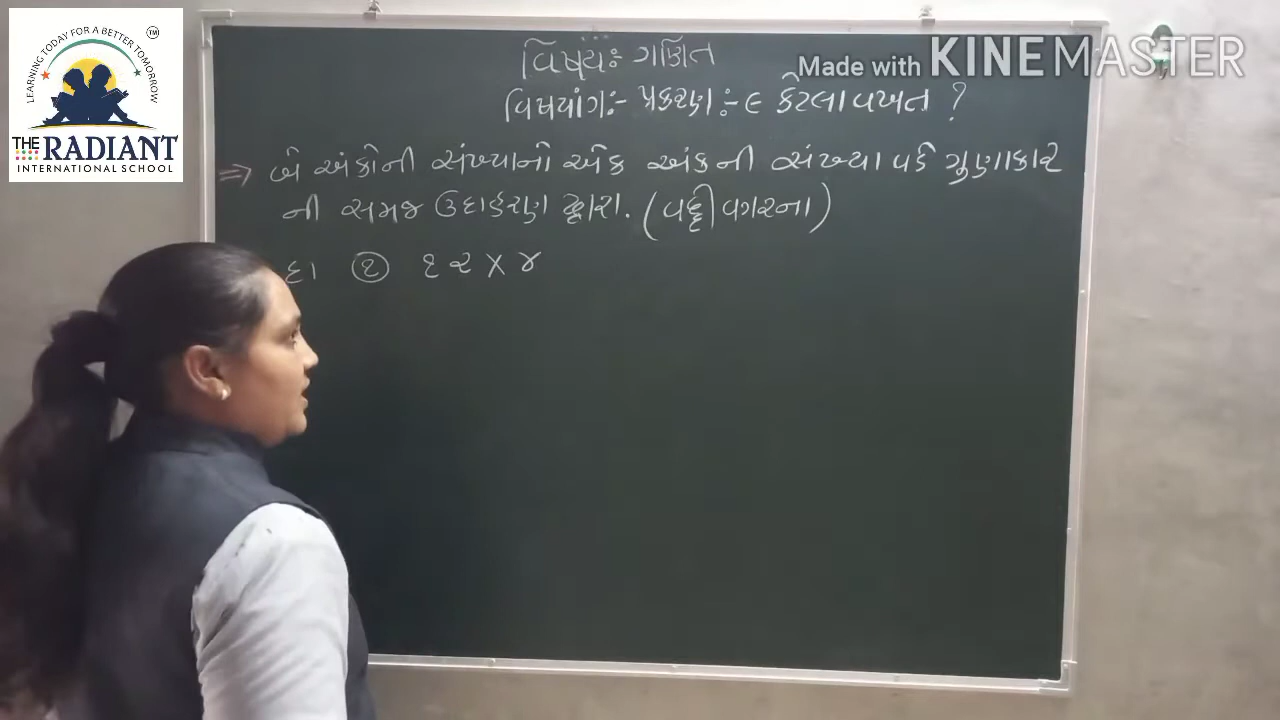 LEARNING TODAY FOR A BETTER TOMORROW
TM
THE RADIANT
INTERNATIONAL SCHOOL
Made with KINEMASTER
વિષયઃ ગણિત
વિષયાંગ:- પ્રકરણ :- ૯ કેટલા વખત ?
⇒ બે અંકોની સંખ્યાનો એક અંકની સંખ્યા વડે ગુણાકાર
ની સમજ ઉદાહરણ દ્વારા. (વદ્દી વગરના)
દા ① ૧૨ × ૪